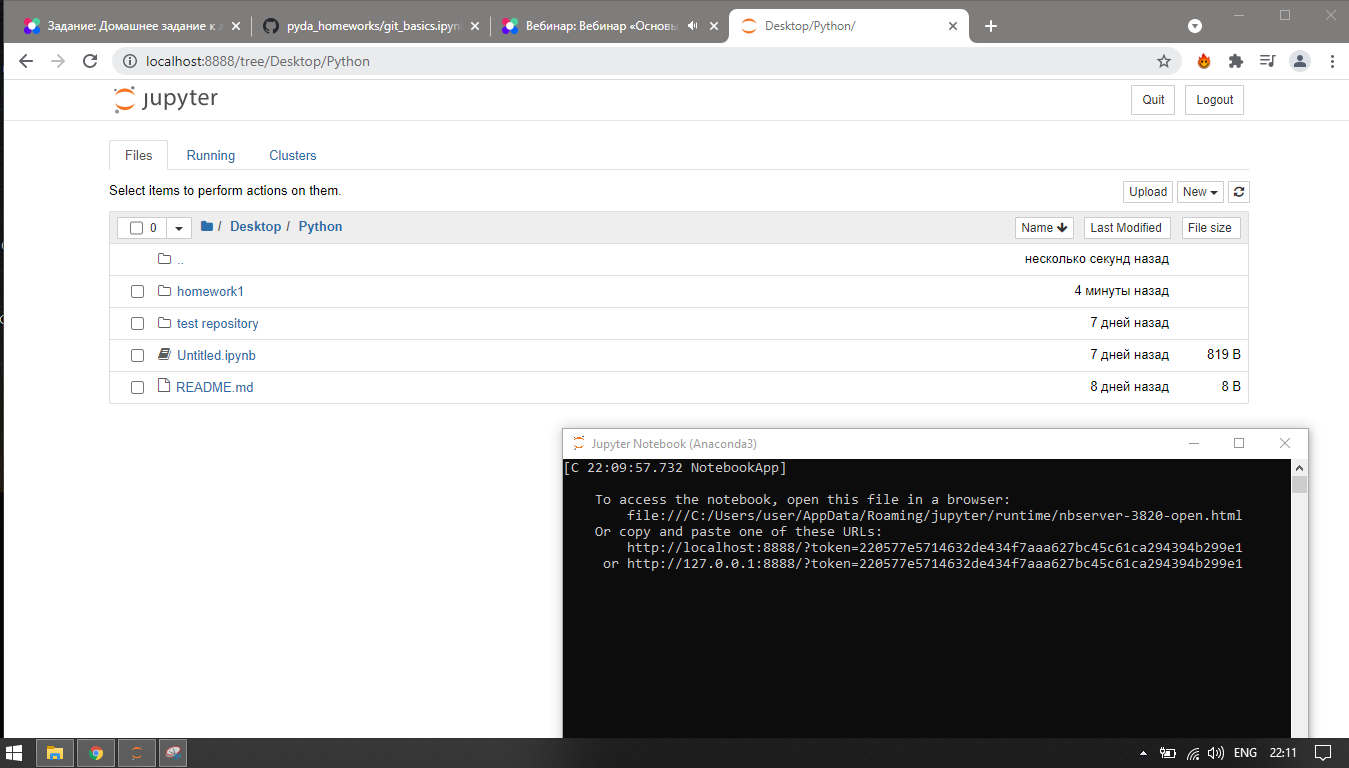 Задание: Домашнее задание к л
pyda_homeworks/git_basics.ipyn
Вебинар: Вебинар «Основы
Desktop/Python/
localhost:8888/tree/Desktop/Python
jupyter
Quit
Logout
Files
Running
Clusters
Select items to perform actions on them.
Upload
New
0
/ Desktop / Python
Name
Last Modified
File size
..
несколько секунд назад
homework1
4 минуты назад
test repository
7 дней назад
Untitled.ipynb
7 дней назад
819 B
README.md
8 дней назад
8 B
Jupyter Notebook (Anaconda3)
[C 22:09:57.732 NotebookApp]
To access the notebook, open this file in a browser:
file:///C:/Users/user/AppData/Roaming/jupyter/runtime/nbserver-3820-open.html
Or copy and paste one of these URLs:
http://localhost:8888/?token=220577e5714632de434f7aaa627bc45c61ca294394b299e1
or http://127.0.0.1:8888/?token=220577e5714632de434f7aaa627bc45c61ca294394b299e1
ENG
22:11